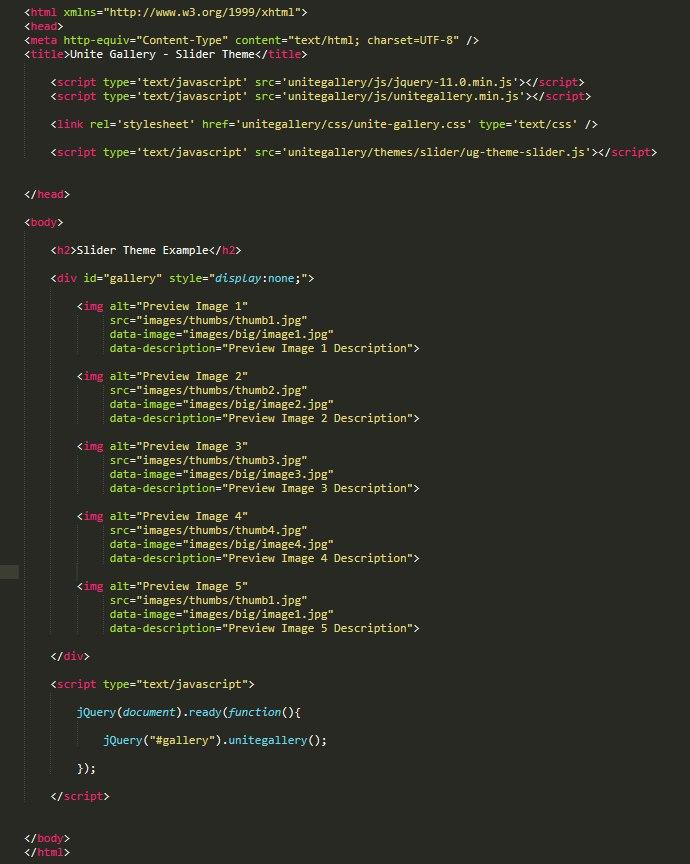 <html xmlns="http://www.w3.org/1999/xhtml">
<head>
<meta http-equiv="Content-Type" content="text/html; charset=UTF-8" />
<title>Unite Gallery - Slider Theme</title>
<script type='text/javascript' src='unitegallery/js/jquery-11.0.min.js'></script>
<script type='text/javascript' src='unitegallery/js/unitegallery.min.js'></script>
<link rel='stylesheet' href='unitegallery/css/unite-gallery.css' type='text/css' />
<script type='text/javascript' src='unitegallery/themes/slider/ug-theme-slider.js'></script>
</head>
<body>
<h2>Slider Theme Example</h2>
<div id="gallery" style="display:none;">
<img alt="Preview Image 1"
src="images/thumbs/thumb1.jpg"
data-image="images/big/image1.jpg"
data-description="Preview Image 1 Description">
<img alt="Preview Image 2"
src="images/thumbs/thumb2.jpg"
data-image="images/big/image2.jpg"
data-description="Preview Image 2 Description">
<img alt="Preview Image 3"
src="images/thumbs/thumb3.jpg"
data-image="images/big/image3.jpg"
data-description="Preview Image 3 Description">
<img alt="Preview Image 4"
src="images/thumbs/thumb4.jpg"
data-image="images/big/image4.jpg"
data-description="Preview Image 4 Description">
<img alt="Preview Image 5"
src="images/thumbs/thumb1.jpg"
data-image="images/big/image1.jpg"
data-description="Preview Image 5 Description">
</div>
<script type="text/javascript">
jQuery(document).ready(function(){
jQuery("#gallery").unitegallery();
});
</script>
</body>
</html>